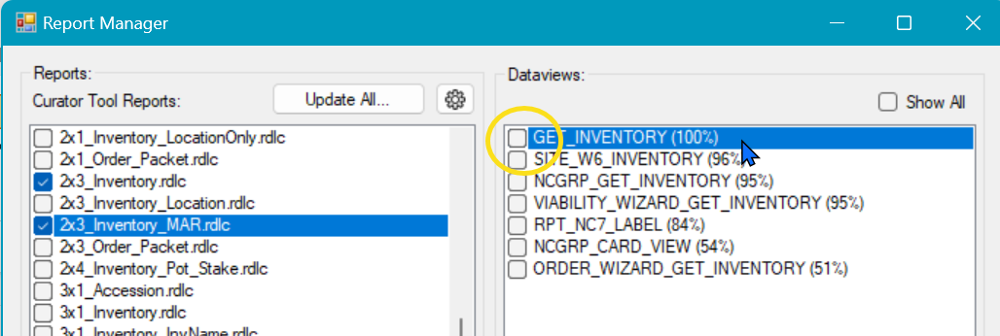 Report Manager
Reports:
Curator Tool Reports:
Update All...
2x1_Inventory_LocationOnly.rdlc
2x1_Order_Packet.rdlc
2x3_Inventory.rdlc
2x3_Inventory_Location.rdlc
2x3_Inventory_MAR.rdlc
2x3_Order_Packet.rdlc
2x4_Inventory_Pot_Stake.rdlc
3x1_Accession.rdlc
3x1_Inventory.rdlc
3x1_Inventory_InvName.rdlc
Dataviews:
Show All
GET_INVENTORY (100%)
SITE_W6_INVENTORY (96%)
NCGRP_GET_INVENTORY (95%)
VIABILITY_WIZARD_GET_INVENTORY (95%)
RPT_NC7_LABEL (84%)
NCGRP_CARD_VIEW (54%)
ORDER_WIZARD_GET_INVENTORY (51%)